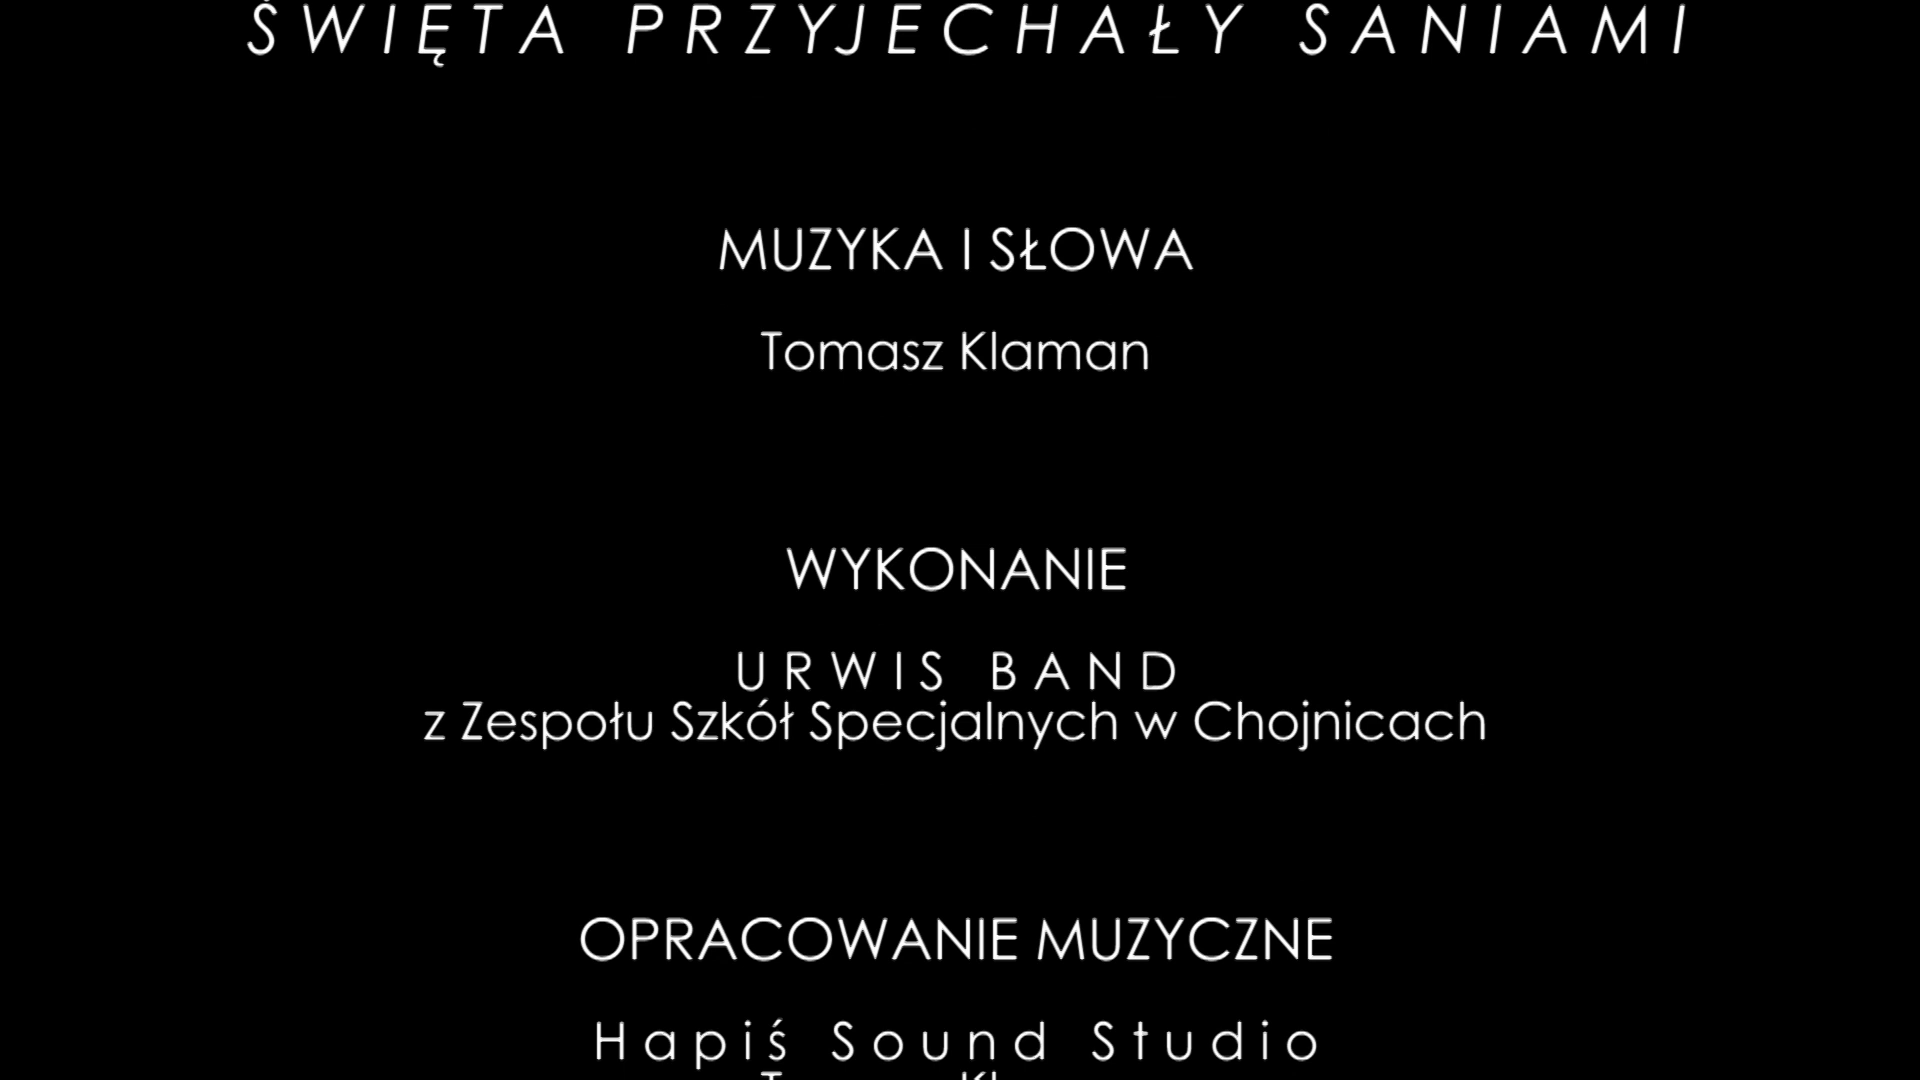 ŚWIĘTA PRZYJECHAŁY SANIAMI
MUZYKA I SŁOWA
Tomasz Klaman
WYKONANIE
URWIS BAND
z Zespołu Szkół Specjalnych w Chojnicach
OPRACOWANIE MUZYCZNE
Hapiś Sound Studio